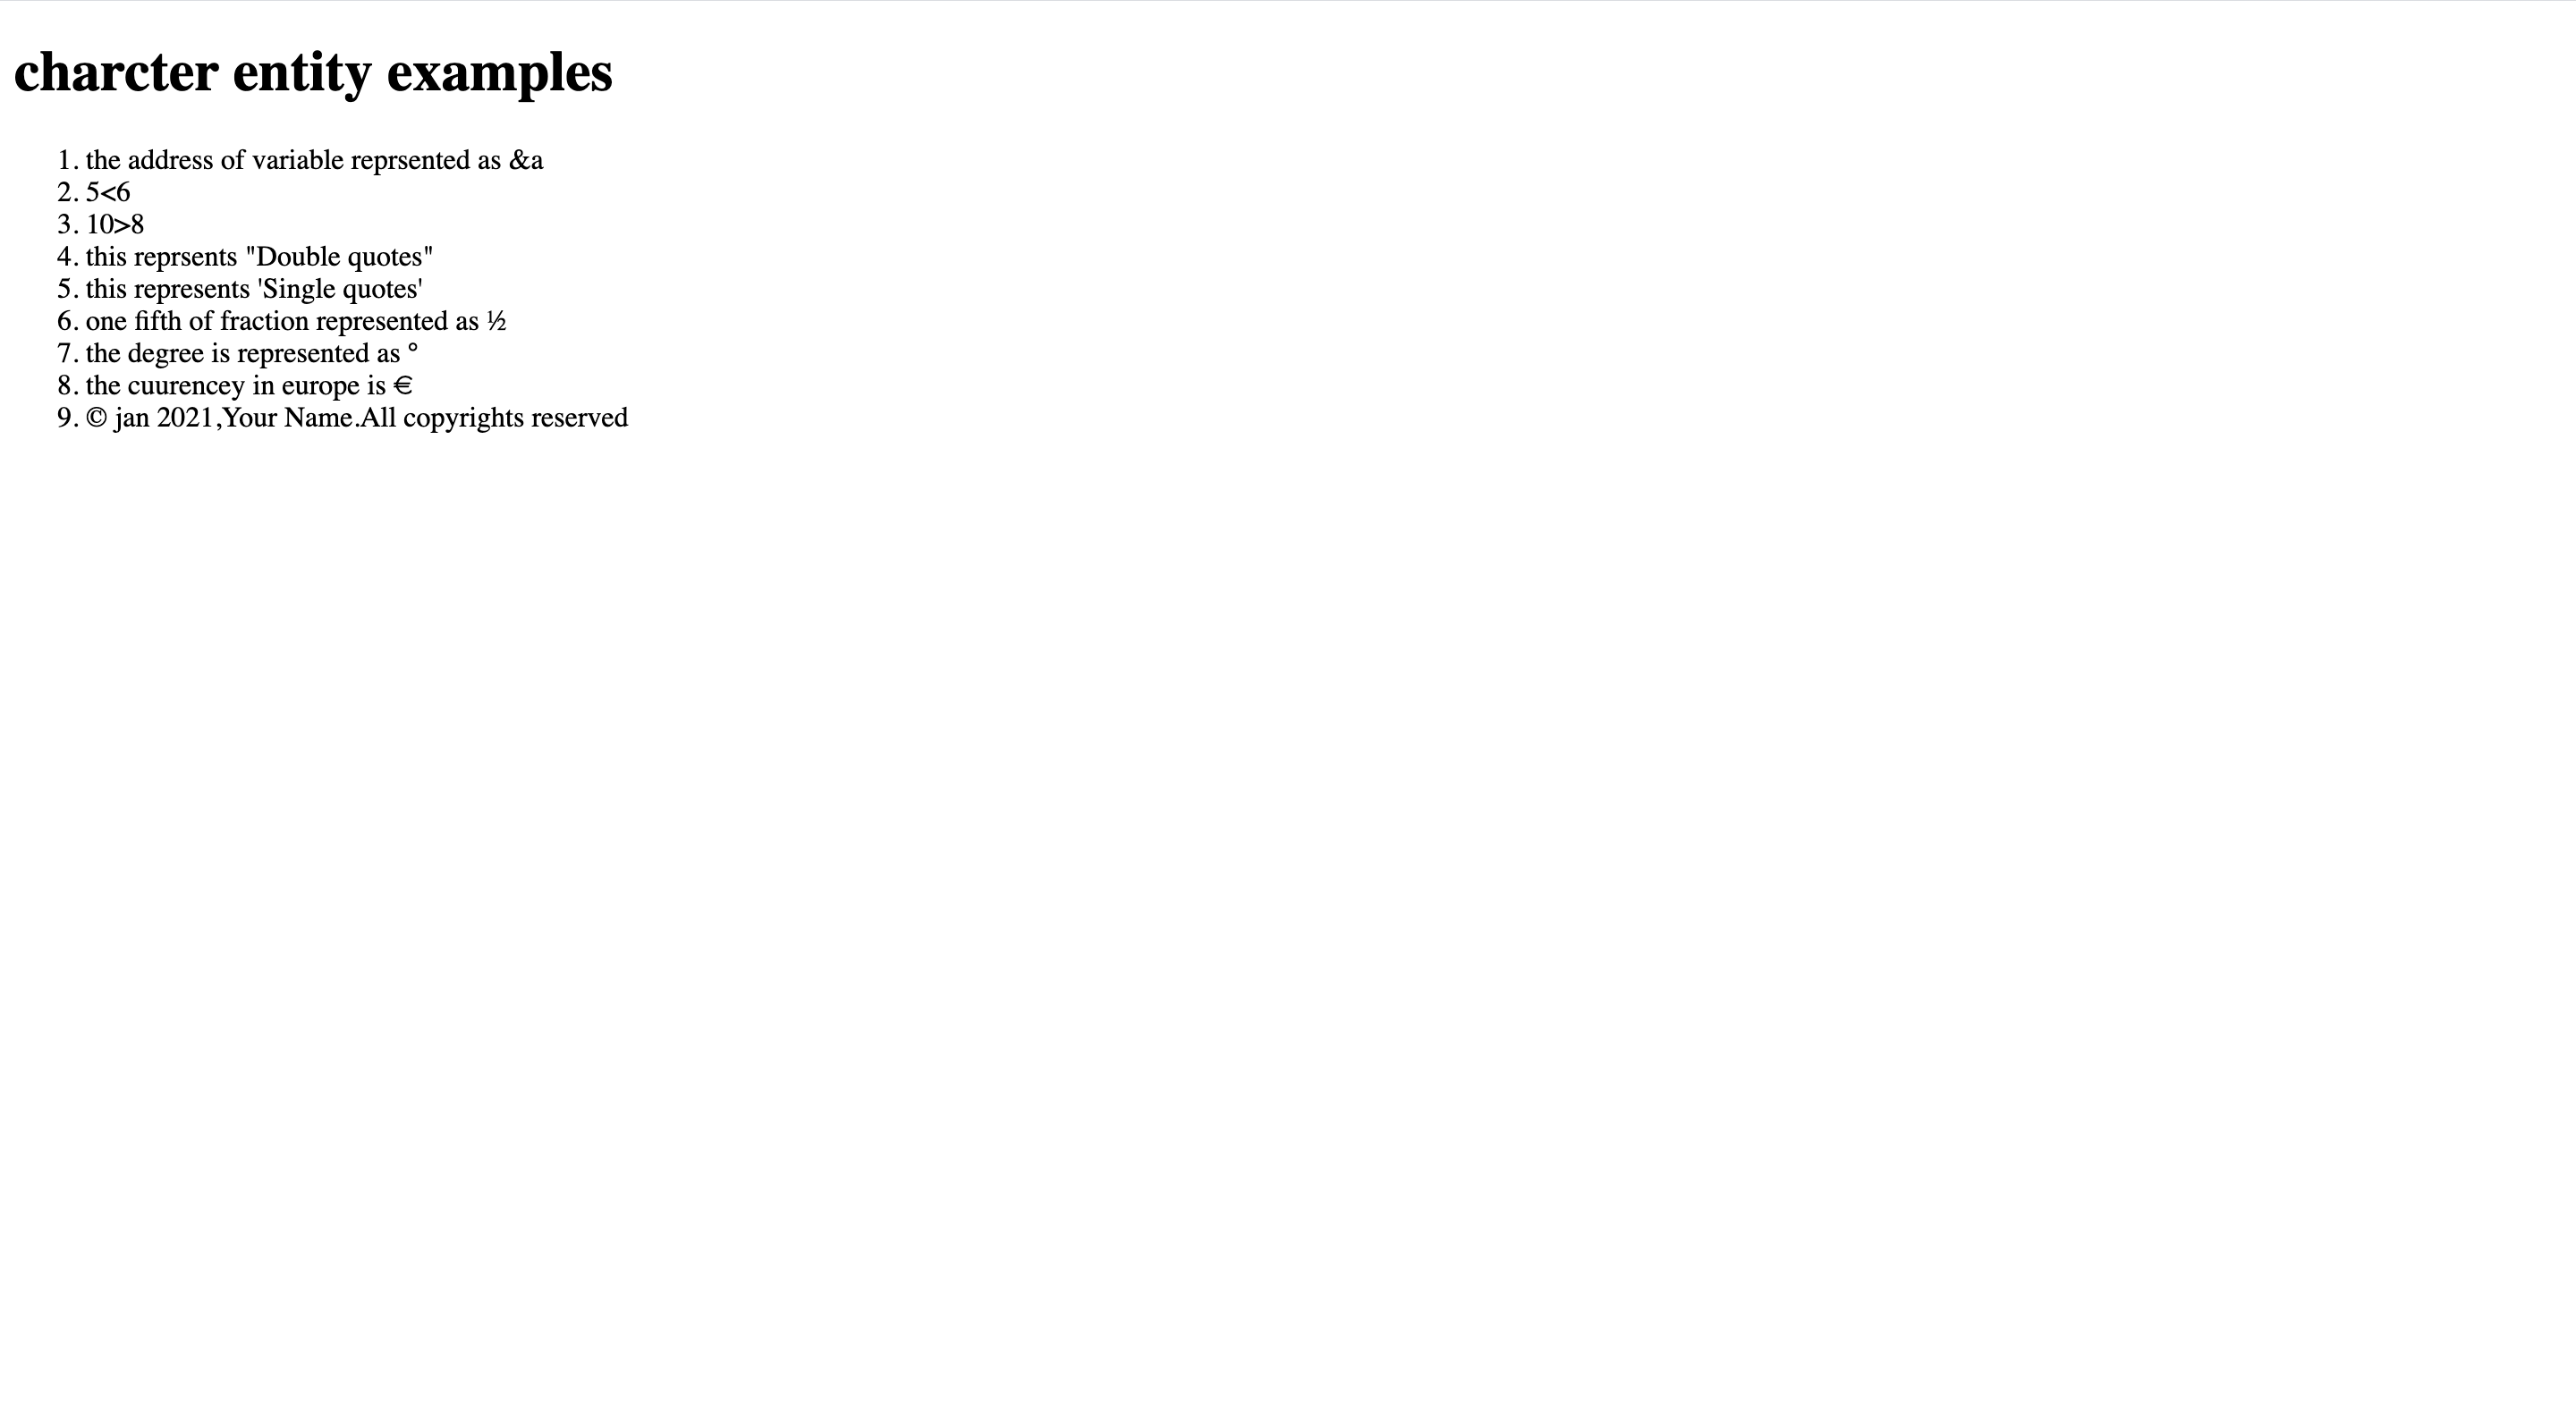 charcter entity examples
1. the address of variable reprsented as &a
2. 5<6
3. 10>8
4. this reprsents "Double quotes"
5. this represents 'Single quotes'
6. one fifth of fraction represented as ½
7. the degree is represented as °
8. the cuurencey in europe is €
9. © jan 2021,Your Name.All copyrights reserved